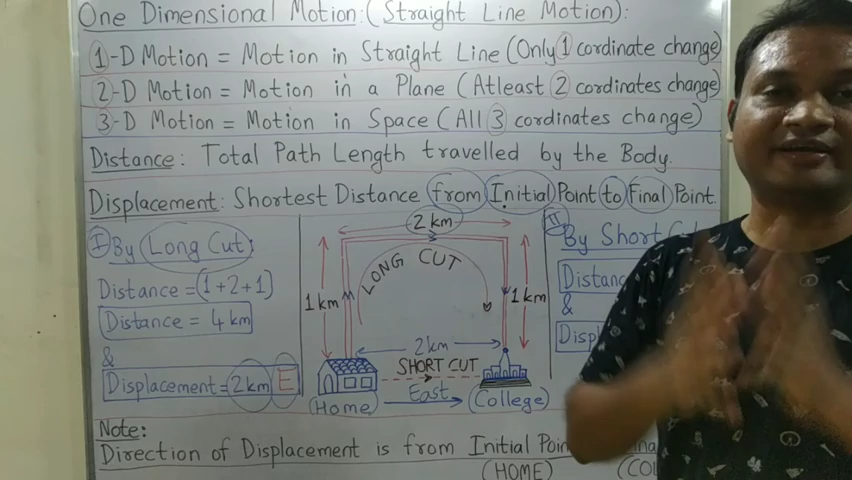 One Dimensional Motion: (Straight Line Motion):
1-D Motion = Motion in Straight Line (Only 1 cordinate change)
2-D Motion = Motion in a Plane (Atleast 2 cordinates change)
3-D Motion = Motion in Space (All 3 cordinates change)
Distance: Total Path Length travelled by the Body.
Displacement: Shortest Distance from Initial Point to Final Point.
I By Long Cut:
Distance = (1+2+1)
Distance = 4 km
&
Displacement = 2 km E
2 km
LONG CUT
1 km
1 km
2 km
SHORT CUT
East
Home
College
II
By Short
&
Note:
Direction of Displacement is from Initial
(HOME)